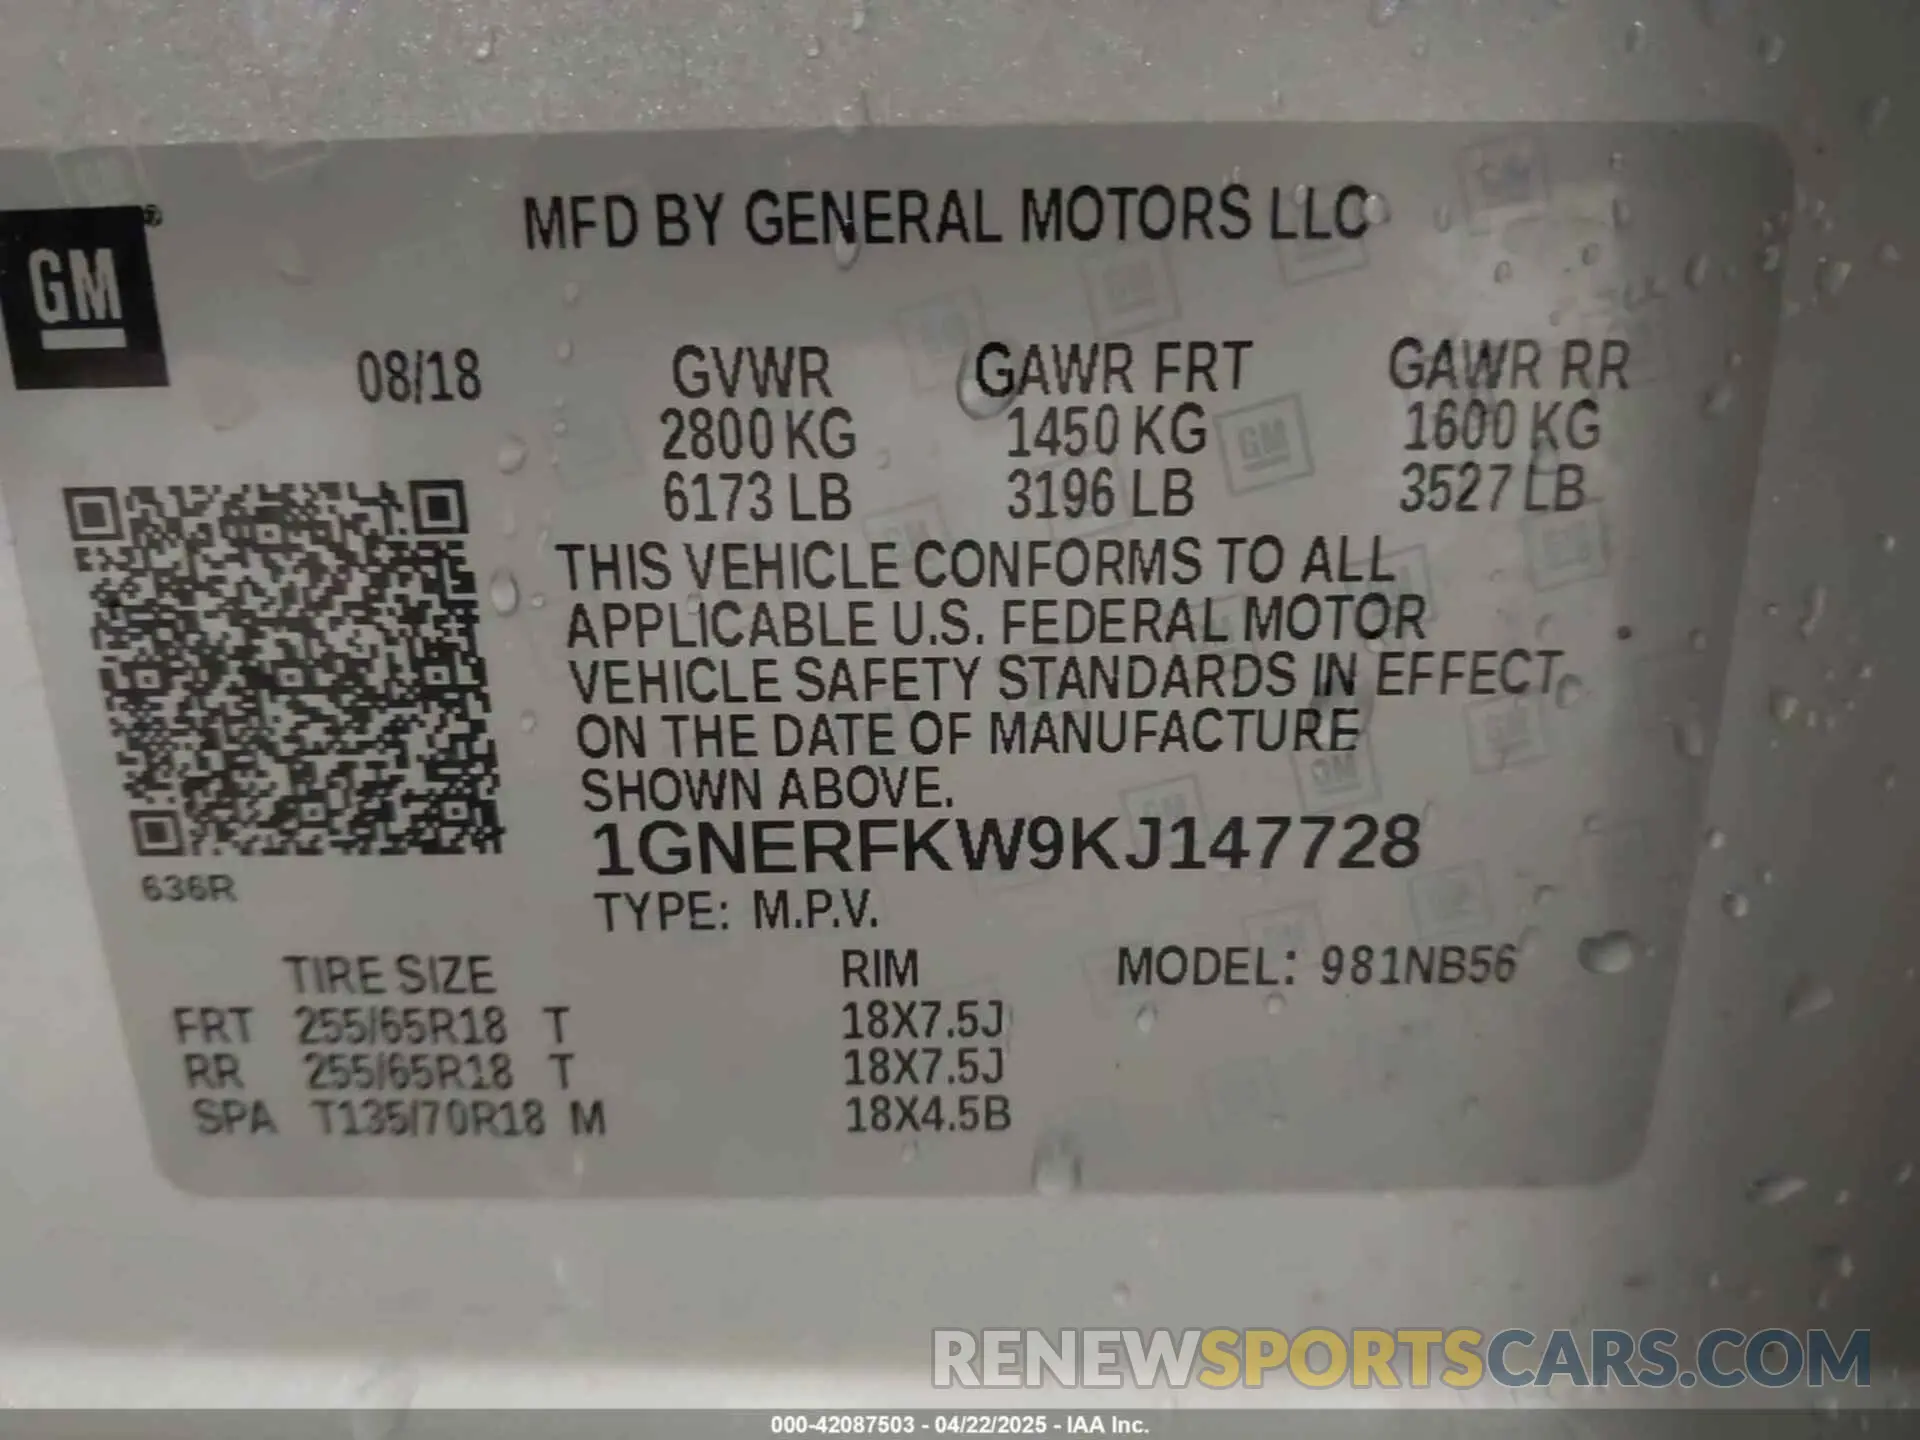 MFD BY GENERAL MOTORS LLC
GM®
08/18 GVWR GAWR FRT GAWR RR
2800 KG 1450 KG 1600 KG
6173 LB 3196 LB 3527 LB
THIS VEHICLE CONFORMS TO ALL
APPLICABLE U.S. FEDERAL MOTOR
VEHICLE SAFETY STANDARDS IN EFFECT
ON THE DATE OF MANUFACTURE
SHOWN ABOVE.
1GNERFKW9KJ147728
636R
TYPE: M.P.V.
TIRE SIZE RIM MODEL: 981NB56
FRT 255/65R18 T 18X7.5J
RR 255/65R18 T 18X7.5J
SPA T135/70R18 M 18X4.5B
RENEWSPORTSCARS.COM
000-42087503 - 04/22/2025 - IAA Inc.